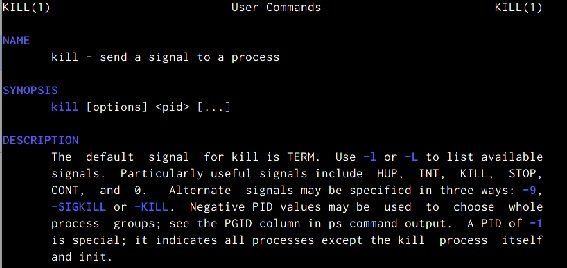 KILL(1) User Commands KILL(1)
NAME
kill - send a signal to a process
SYNOPSIS
kill [options] <pid> [...]
DESCRIPTION
The default signal for kill is TERM. Use -l or -L to list available
signals. Particularly useful signals include HUP, INT, KILL, STOP,
CONT, and 0. Alternate signals may be specified in three ways: -9,
-SIGKILL or -KILL. Negative PID values may be used to choose whole
process groups; see the PGID column in ps command output. A PID of -1
is special; it indicates all processes except the kill process itself
and init.